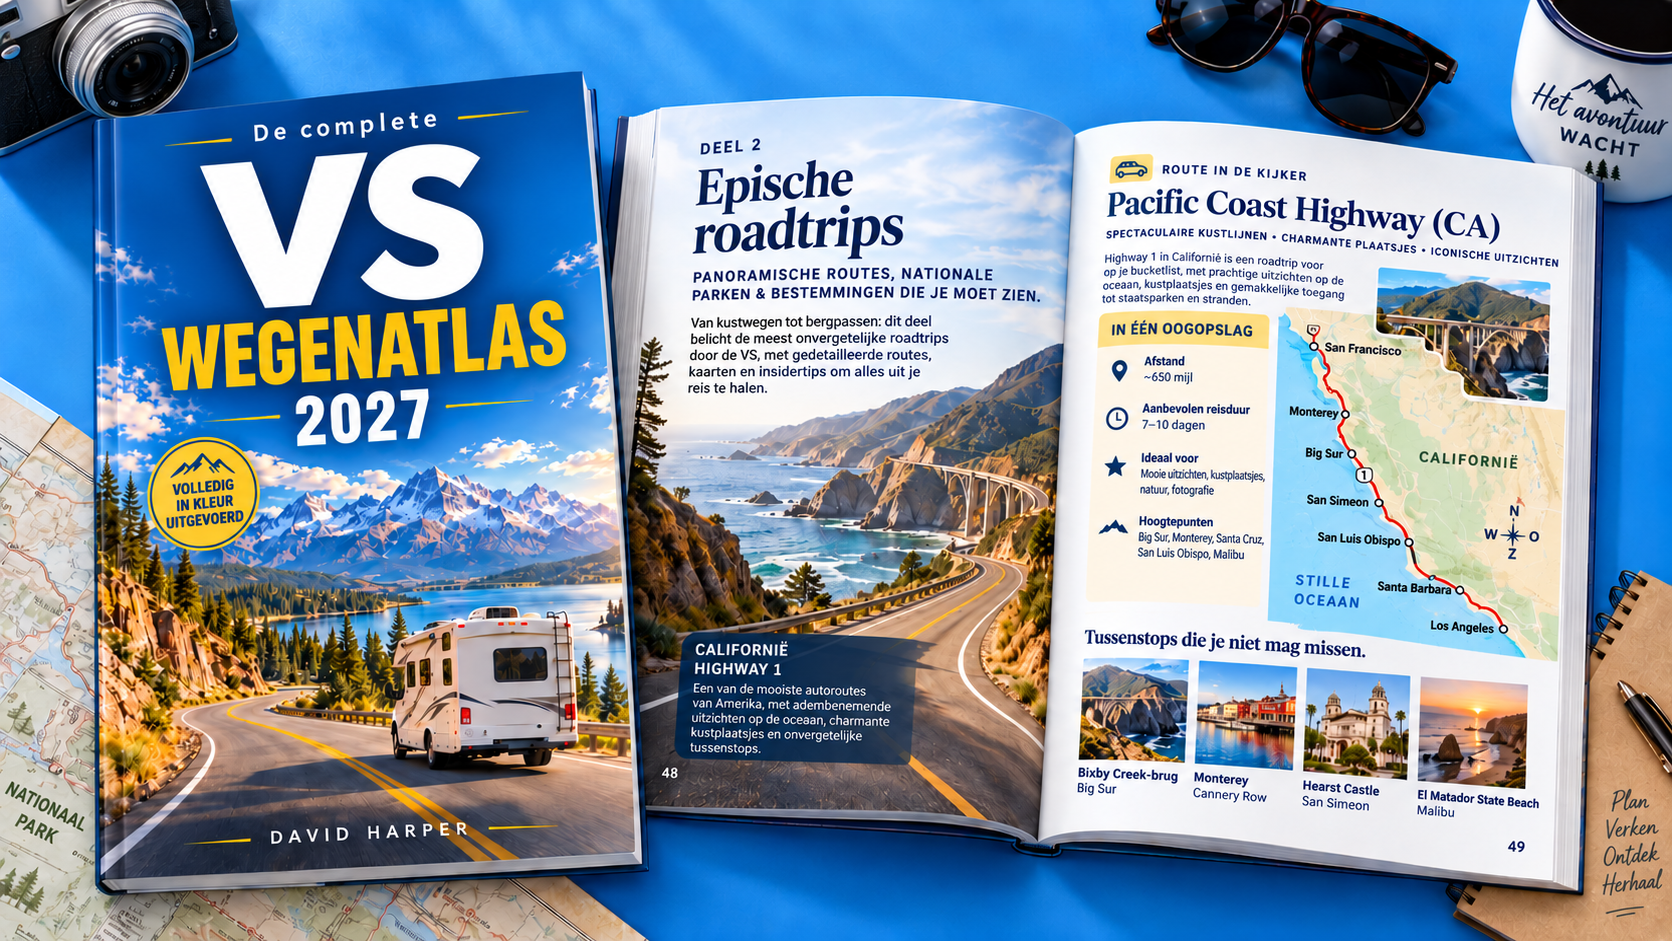 De complete
VS
WEGENATLAS
2027
VOLLEDIG
IN KLEUR
UITGEVOERD
DAVID HARPER
DEEL 2
Epische
roadtrips
PANORAMISCHE ROUTES, NATIONALE
PARKEN & BESTEMMINGEN DIE JE MOET ZIEN.
Van kustwegen tot bergpassen: dit deel
belicht de meest onvergetelijke roadtrips
door de VS, met gedetailleerde routes,
kaarten en insidertips om alles uit je
reis te halen.
CALIFORNIË
HIGHWAY 1
Een van de mooiste autoroutes
van Amerika, met adembenemende
uitzichten op de oceaan, charmante
kustplaatsjes en onvergetelijke
tussenstops.
48
ROUTE IN DE KIJKER
Pacific Coast Highway (CA)
SPECTACULAIRE KUSTLIJNEN • CHARMANTE PLAATSJES • ICONISCHE UITZICHTEN
Highway 1 in Californië is een roadtrip voor
op je bucketlist, met prachtige uitzichten op de
oceaan, kustplaatsjes en gemakkelijke toegang
tot staatsparken en stranden.
IN ÉÉN OOGOPSLAG
Afstand
~650 mijl
Aanbevolen reisduur
7–10 dagen
Ideaal voor
Mooie uitzichten, kustplaatsjes,
natuur, fotografie
Hoogtepunten
Big Sur, Monterey, Santa Cruz,
San Luis Obispo, Malibu
San Francisco
Monterey
Big Sur
1
San Simeon
San Luis Obispo
Santa Barbara
Los Angeles
CALIFORNIË
STILLE
OCEAAN
N
W O
Z
Tussenstops die je niet mag missen.
Bixby Creek-brug
Big Sur
Monterey
Cannery Row
Hearst Castle
San Simeon
El Matador State Beach
Malibu
49
Het avontuur
WACHT
NATIONAAL
PARK
Plan
Verken
Ontdek
Herhaal